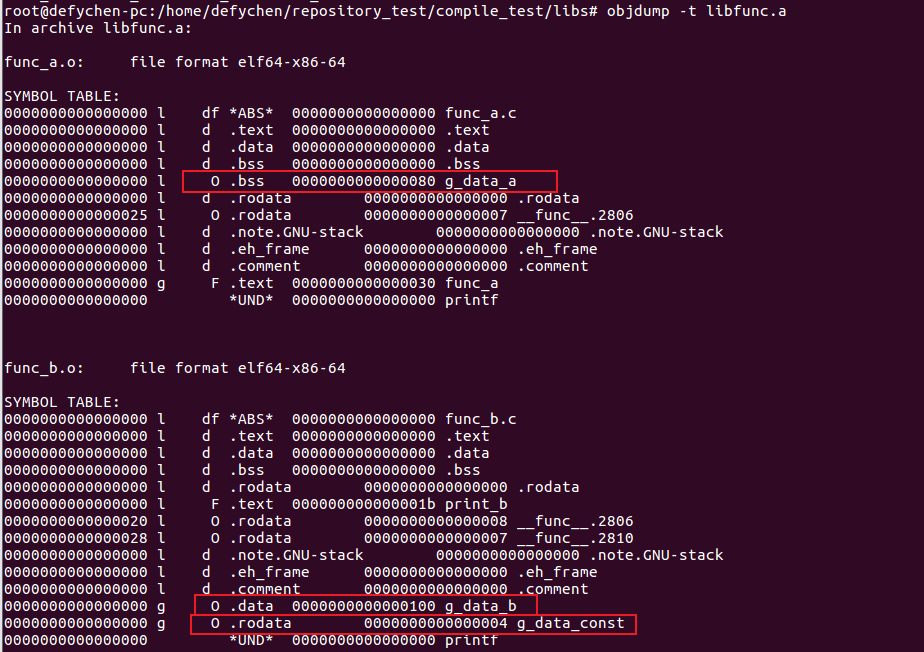 root@defychen-pc:/home/defychen/repository_test/compile_test/libs# objdump -t libfunc.a
In archive libfunc.a:
func_a.o:     file format elf64-x86-64
SYMBOL TABLE:
0000000000000000 l    df *ABS*  0000000000000000 func_a.c
0000000000000000 l    d  .text  0000000000000000 .text
0000000000000000 l    d  .data  0000000000000000 .data
0000000000000000 l    d  .bss   0000000000000000 .bss
0000000000000000 l     O .bss   0000000000000080 g_data_a
0000000000000000 l    d  .rodata        0000000000000000 .rodata
0000000000000025 l     O .rodata        0000000000000007 __func__.2806
0000000000000000 l    d  .note.GNU-stack        0000000000000000 .note.GNU-stack
0000000000000000 l    d  .eh_frame      0000000000000000 .eh_frame
0000000000000000 l    d  .comment       0000000000000000 .comment
0000000000000000 g     F .text  0000000000000030 func_a
0000000000000000         *UND*  0000000000000000 printf
func_b.o:     file format elf64-x86-64
SYMBOL TABLE:
0000000000000000 l    df *ABS*  0000000000000000 func_b.c
0000000000000000 l    d  .text  0000000000000000 .text
0000000000000000 l    d  .data  0000000000000000 .data
0000000000000000 l    d  .bss   0000000000000000 .bss
0000000000000000 l    d  .rodata        0000000000000000 .rodata
0000000000000000 l     F .text  000000000000001b print_b
0000000000000020 l     O .rodata        0000000000000008 __func__.2806
0000000000000028 l     O .rodata        0000000000000007 __func__.2810
0000000000000000 l    d  .note.GNU-stack        0000000000000000 .note.GNU-stack
0000000000000000 l    d  .eh_frame      0000000000000000 .eh_frame
0000000000000000 l    d  .comment       0000000000000000 .comment
0000000000000000 g     O .data  0000000000000100 g_data_b
0000000000000000 g     O .rodata        0000000000000004 g_data_const
0000000000000000         *UND*  0000000000000000 printf